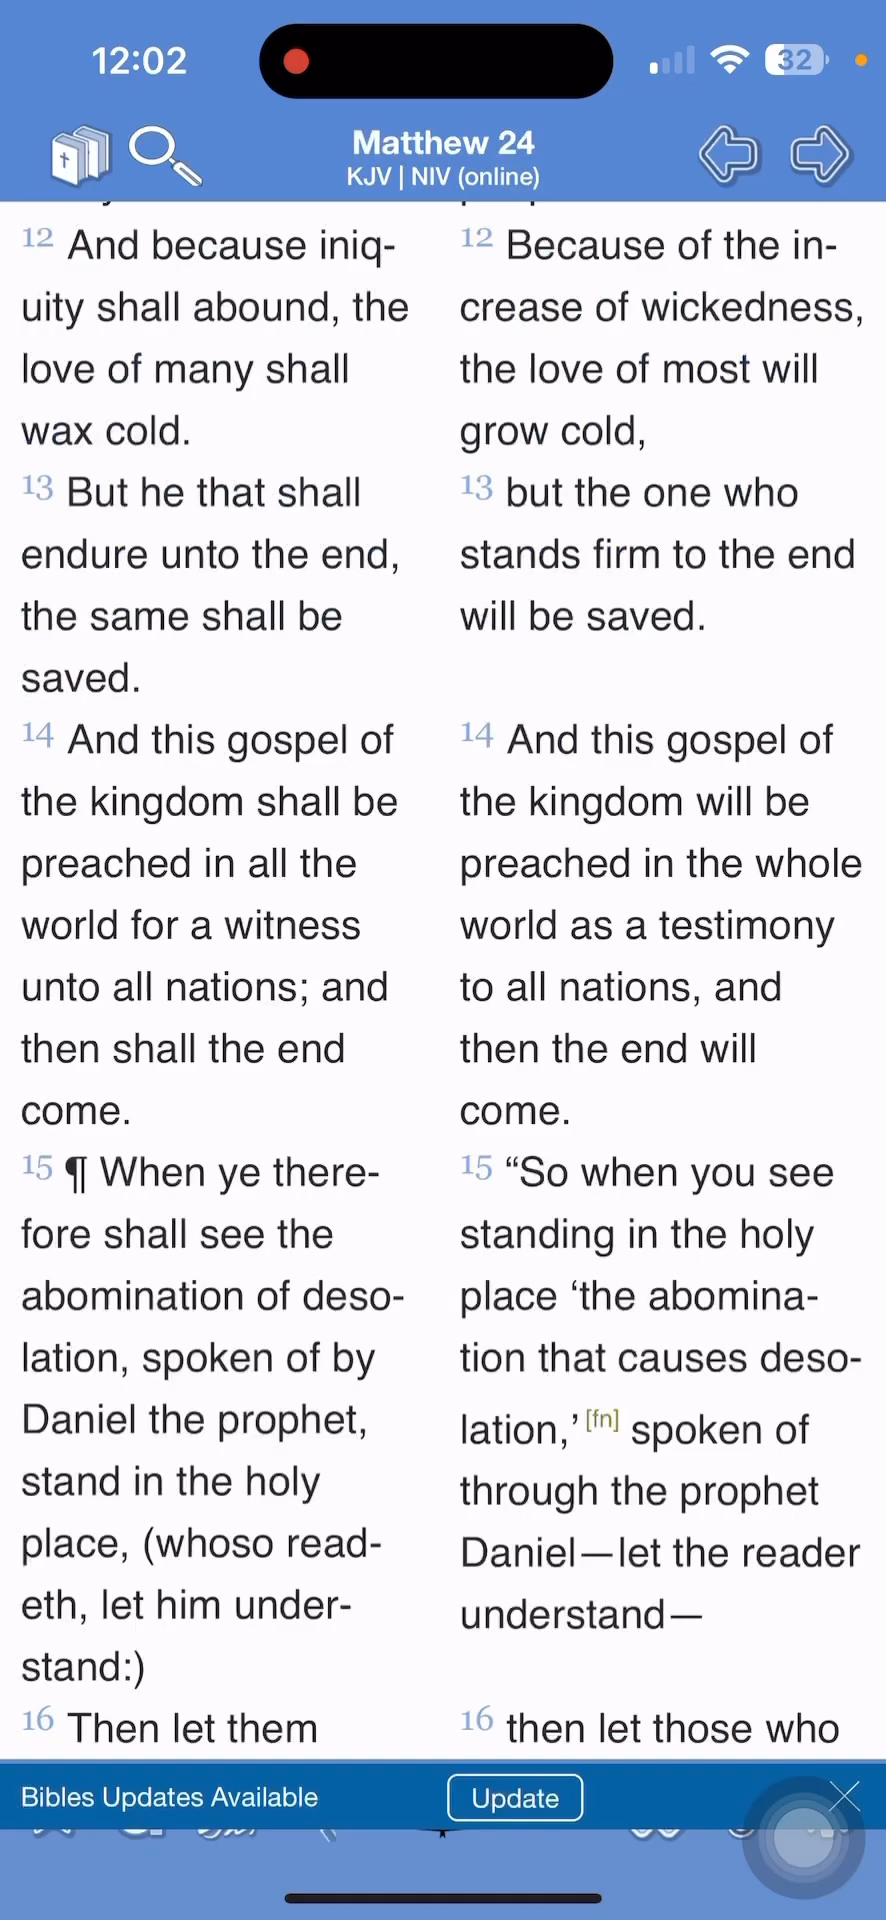 12:02
32
Matthew 24
KJV | NIV (online)
12 And because iniq-
uity shall abound, the
love of many shall
wax cold.
13 But he that shall
endure unto the end,
the same shall be
saved.
14 And this gospel of
the kingdom shall be
preached in all the
world for a witness
unto all nations; and
then shall the end
come.
15 ¶ When ye there-
fore shall see the
abomination of deso-
lation, spoken of by
Daniel the prophet,
stand in the holy
place, (whoso read-
eth, let him under-
stand:)
16 Then let them
12 Because of the in-
crease of wickedness,
the love of most will
grow cold,
13 but the one who
stands firm to the end
will be saved.
14 And this gospel of
the kingdom will be
preached in the whole
world as a testimony
to all nations, and
then the end will
come.
15 “So when you see
standing in the holy
place ‘the abomina-
tion that causes deso-
lation,’ [fn] spoken of
through the prophet
Daniel—let the reader
understand—
16 then let those who
Bibles Updates Available
Update